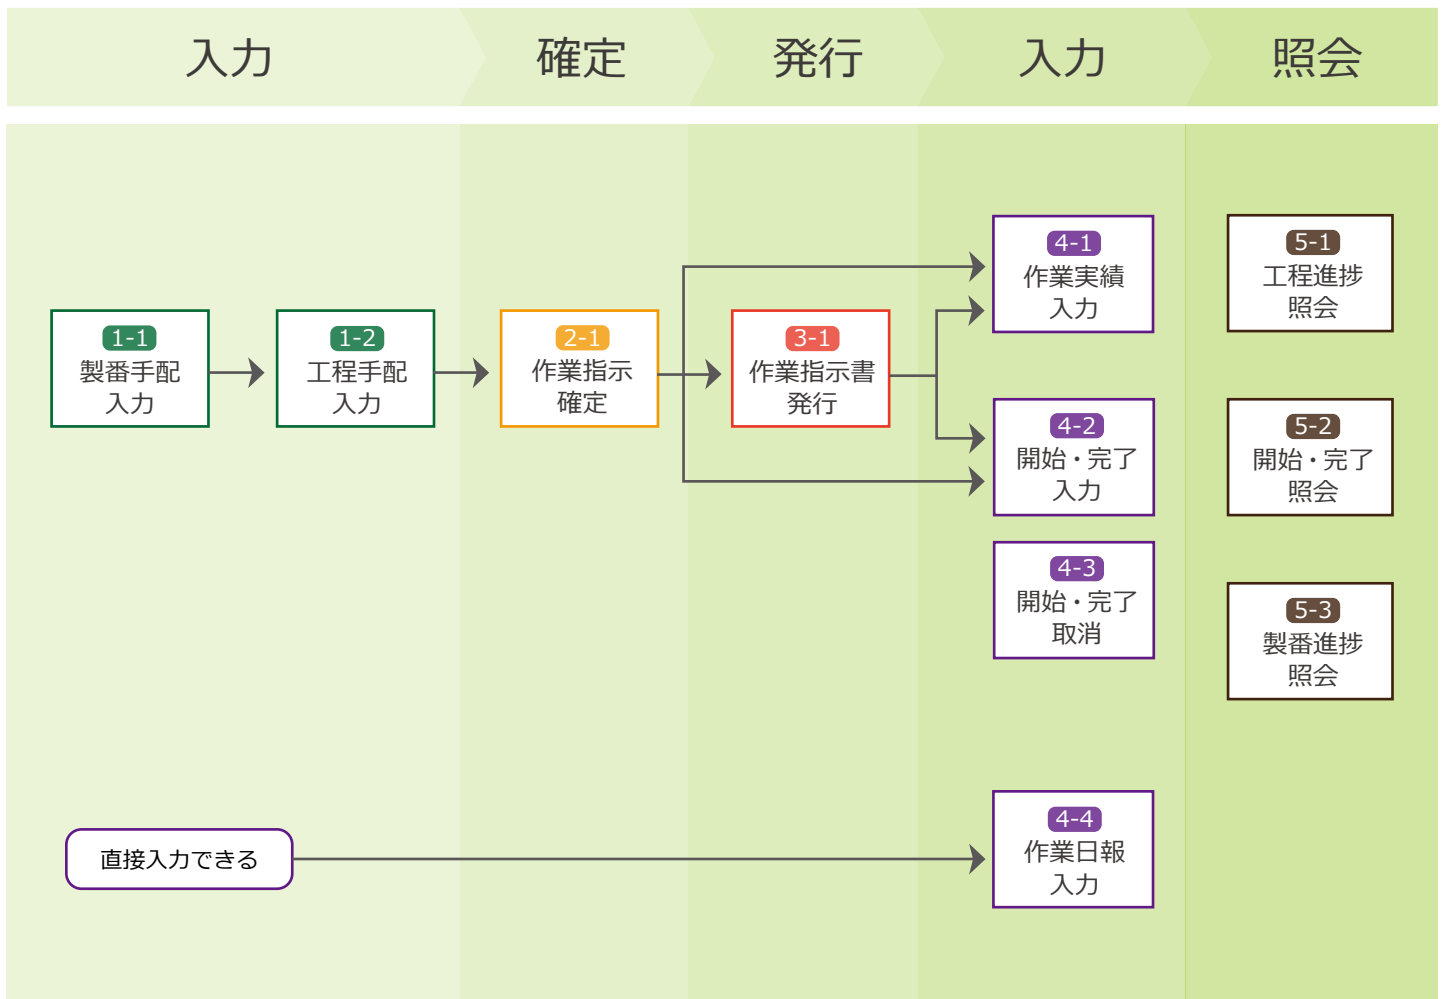 入力
確定
発行
入力
照会
1-1
製番手配
入力
1-2
工程手配
入力
2-1
作業指示
確定
3-1
作業指示書
発行
4-1
作業実績
入力
4-2
開始・完了
入力
4-3
開始・完了
取消
4-4
作業日報
入力
5-1
工程進捗
照会
5-2
開始・完了
照会
5-3
製番進捗
照会
直接入力できる